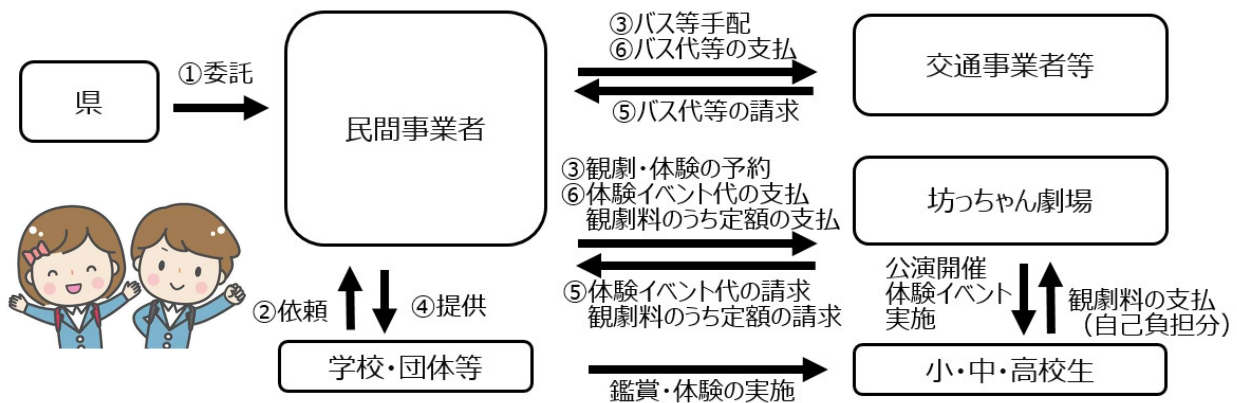 県
①委託
民間事業者
③バス等手配
⑥バス代等の支払
⑤バス代等の請求
交通事業者等
③観劇・体験の予約
⑥体験イベント代の支払
観劇料のうち定額の支払
⑤体験イベント代の請求
観劇料のうち定額の請求
坊っちゃん劇場
②依頼
④提供
公演開催
体験イベント
実施
観劇料の支払
（自己負担分）
学校・団体等
鑑賞・体験の実施
小・中・高校生